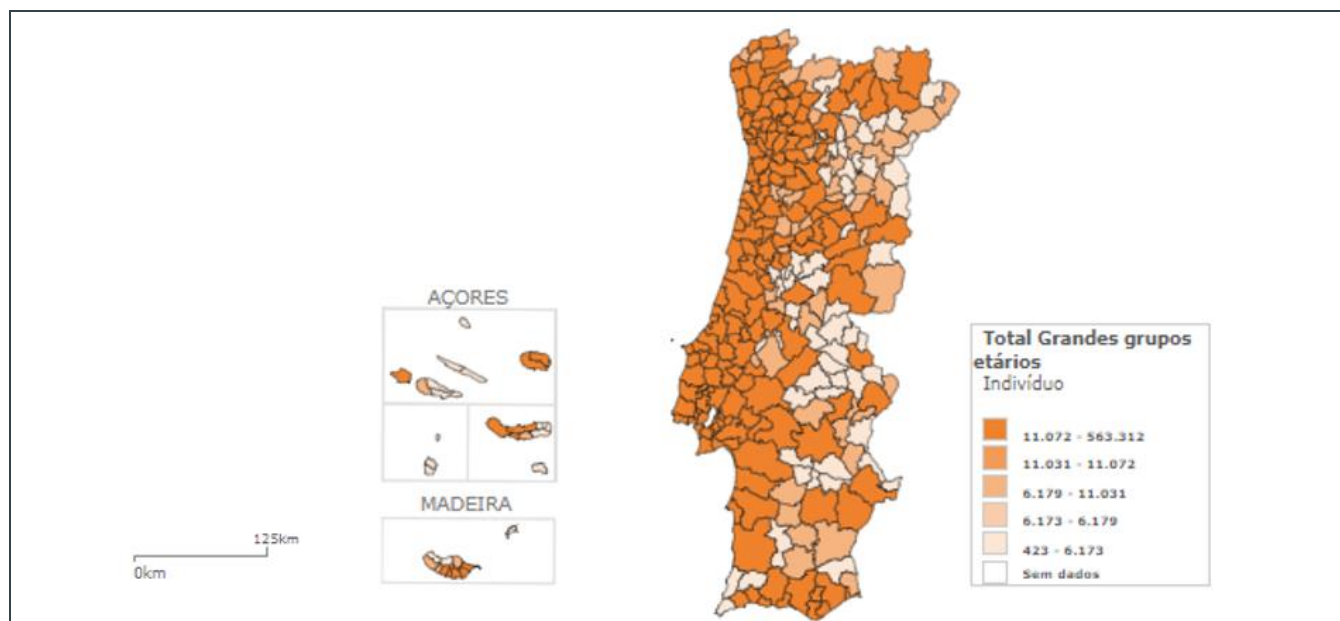 AÇORES
MADEIRA
125km
0km
Total Grandes grupos
etários
Indivíduo
11.072 - 563.312
11.031 - 11.072
6.179 - 11.031
6.173 - 6.179
423 - 6.173
Sem dados